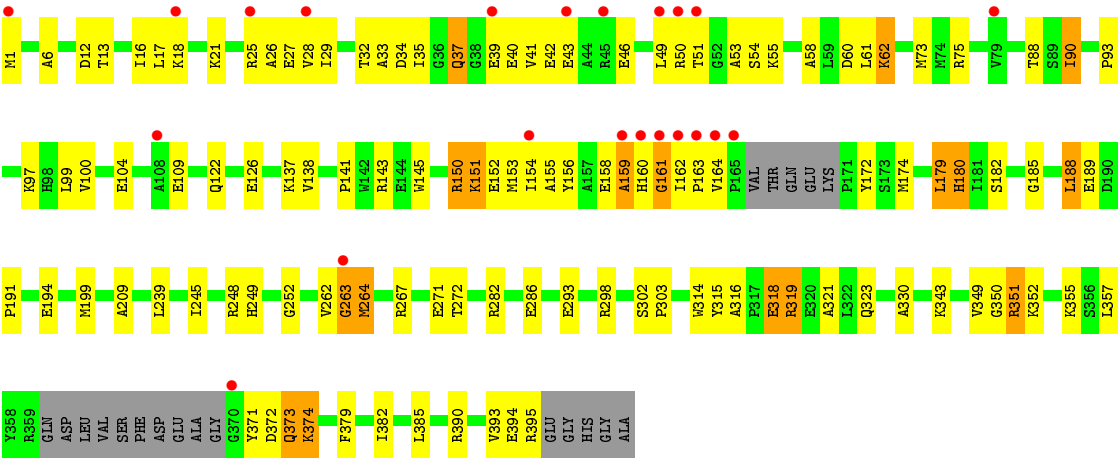 M1 A6 D12 T13 I16 L17 K18 K21 R25 A26 E27 V28 I29 T32 A33 D34 I35 G36 Q37 G38 E39 E40 V41 E42 E43 A44 R45 E46 L49 R50 T51 G52 A53 S54 K55 A58 L59 D60 L61 K62 M73 M74 R75 V79 T88 S89 I90 P93
K97 H98 L99 V100 E104 A108 E109 Q122 E126 K137 V138 P141 W142 R143 E144 W145 R150 K151 E152 M153 I154 A155 Y156 A157 E158 A159 H160 G161 I162 P163 V164 P165 VAL THR GLN GLU LYS P171 Y172 S173 M174 L179 H180 I181 S182 G185 L188 E189 D190
P191 E194 M199 A209 L239 I245 R248 H249 G252 V262 G263 M264 R267 E271 T272 R282 E286 E293 R298 S302 P303 W314 Y315 A316 P317 E318 R319 E320 A321 L322 Q323 A330 K343 V349 G350 R351 K352 K355 S356 L357
Y358 R359 GLN ASP LEU VAL SER PHE ASP GLU ALA GLY G370 Y371 D372 Q373 K374 F379 I382 L385 R390 V393 E394 R395 GLU GLY HIS GLY ALA